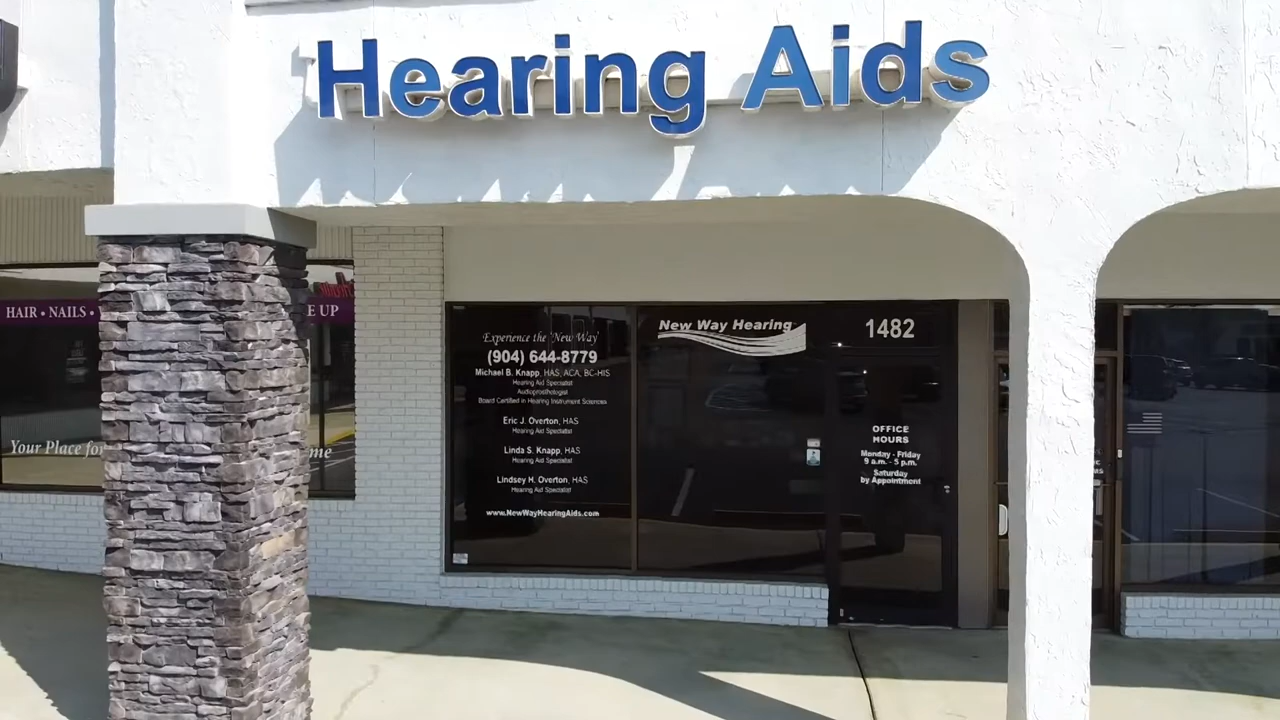 Hearing Aids
HAIR • NAILS •
E UP
Your Place for
me
Experience the 'New Way'
(904) 644-8779
Michael B. Knapp, HAS, ACA, BC-HIS
Hearing Aid Specialist
Audioprosthologist
Board Certified in Hearing Instrument Sciences
Eric J. Overton, HAS
Hearing Aid Specialist
Linda S. Knapp, HAS
Hearing Aid Specialist
Lindsey H. Overton, HAS
Hearing Aid Specialist
www.NewWayHearingAids.com
New Way Hearing
1482
OFFICE
HOURS
Monday - Friday
9 a.m. - 5 p.m.
Saturday
by Appointment